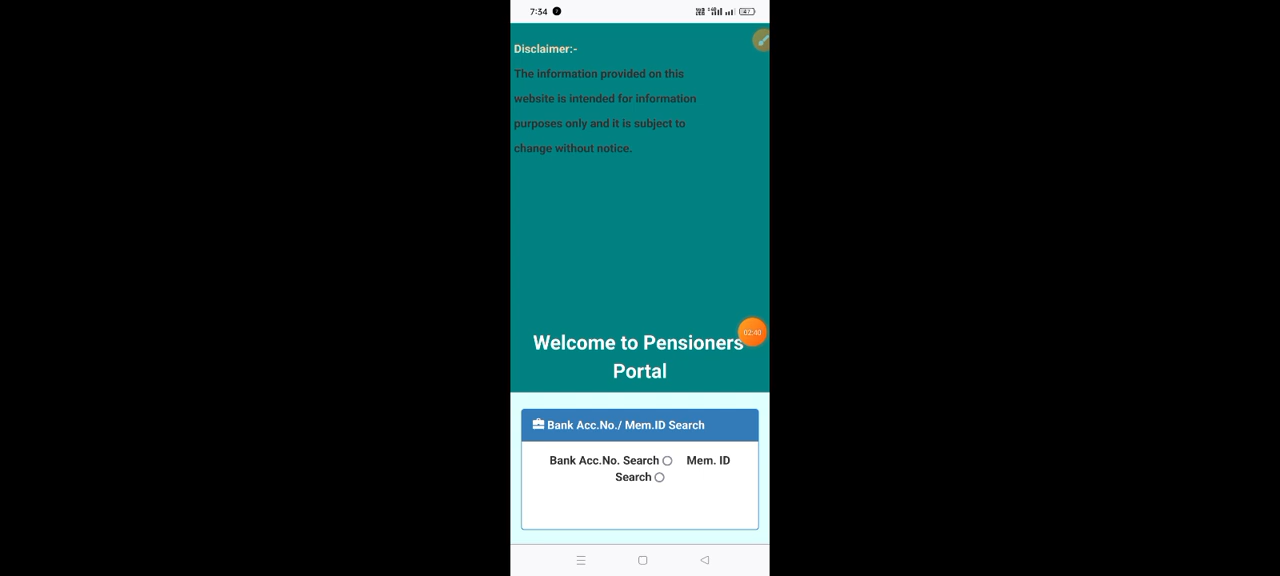 7:34
Disclaimer:-
The information provided on this
website is intended for information
purposes only and it is subject to
change without notice.
02:40
Welcome to Pensioners
Portal
Bank Acc.No./ Mem.ID Search
Bank Acc.No. Search Mem. ID
Search